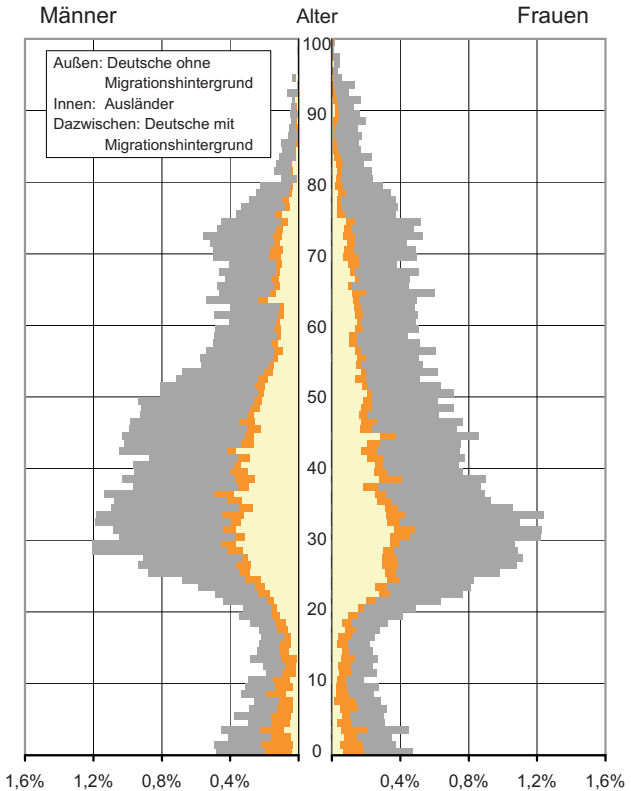 Männer Alter Frauen
Außen: Deutsche ohne
Migrationshintergrund
Innen: Ausländer
Dazwischen: Deutsche mit
Migrationshintergrund
100
90
80
70
60
50
40
30
20
10
0
1,6% 1,2% 0,8% 0,4% 0,4% 0,8% 1,2% 1,6%